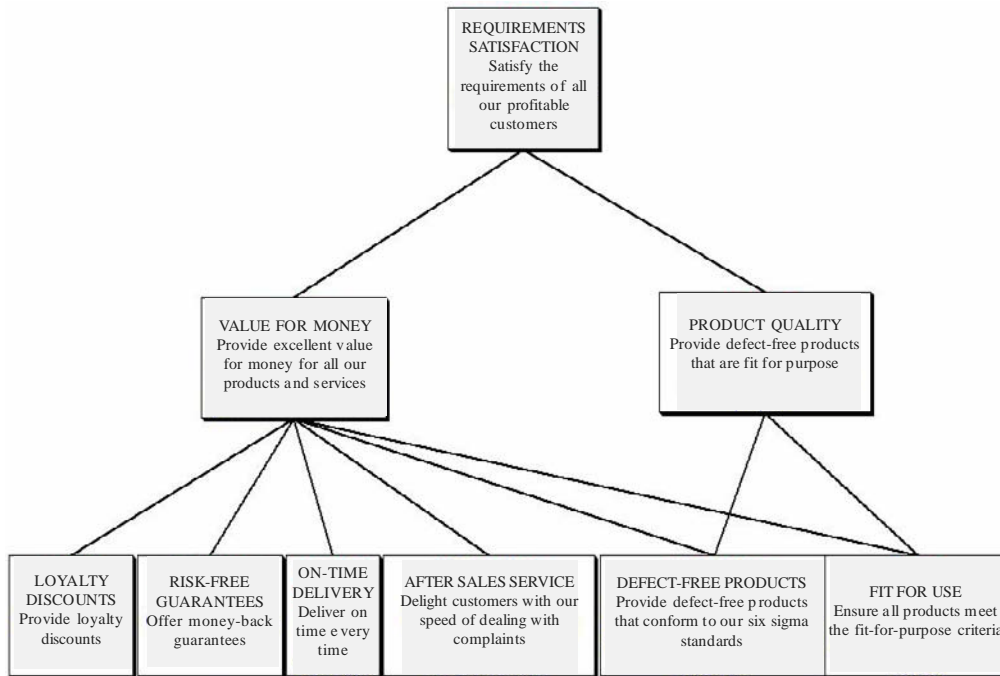 REQUIREMENTS
SATISFACTION
Satisfy the
requirements of all
our profitable
customers
VALUE FOR MONEY
Provide excellent value
for money for all our
products and services
PRODUCT QUALITY
Provide defect-free products
that are fit for purpose
LOYALTY
DISCOUNTS
Provide loyalty
discounts
RISK-FREE
GUARANTEES
Offer money-back
guarantees
ON-TIME
DELIVERY
Deliver on
time every
time
AFTER SALES SERVICE
Delight customers with our
speed of dealing with
complaints
DEFECT-FREE PRODUCTS
Provide defect-free products
that conform to our six sigma
standards
FIT FOR USE
Ensure all products meet
the fit-for-purpose criteria